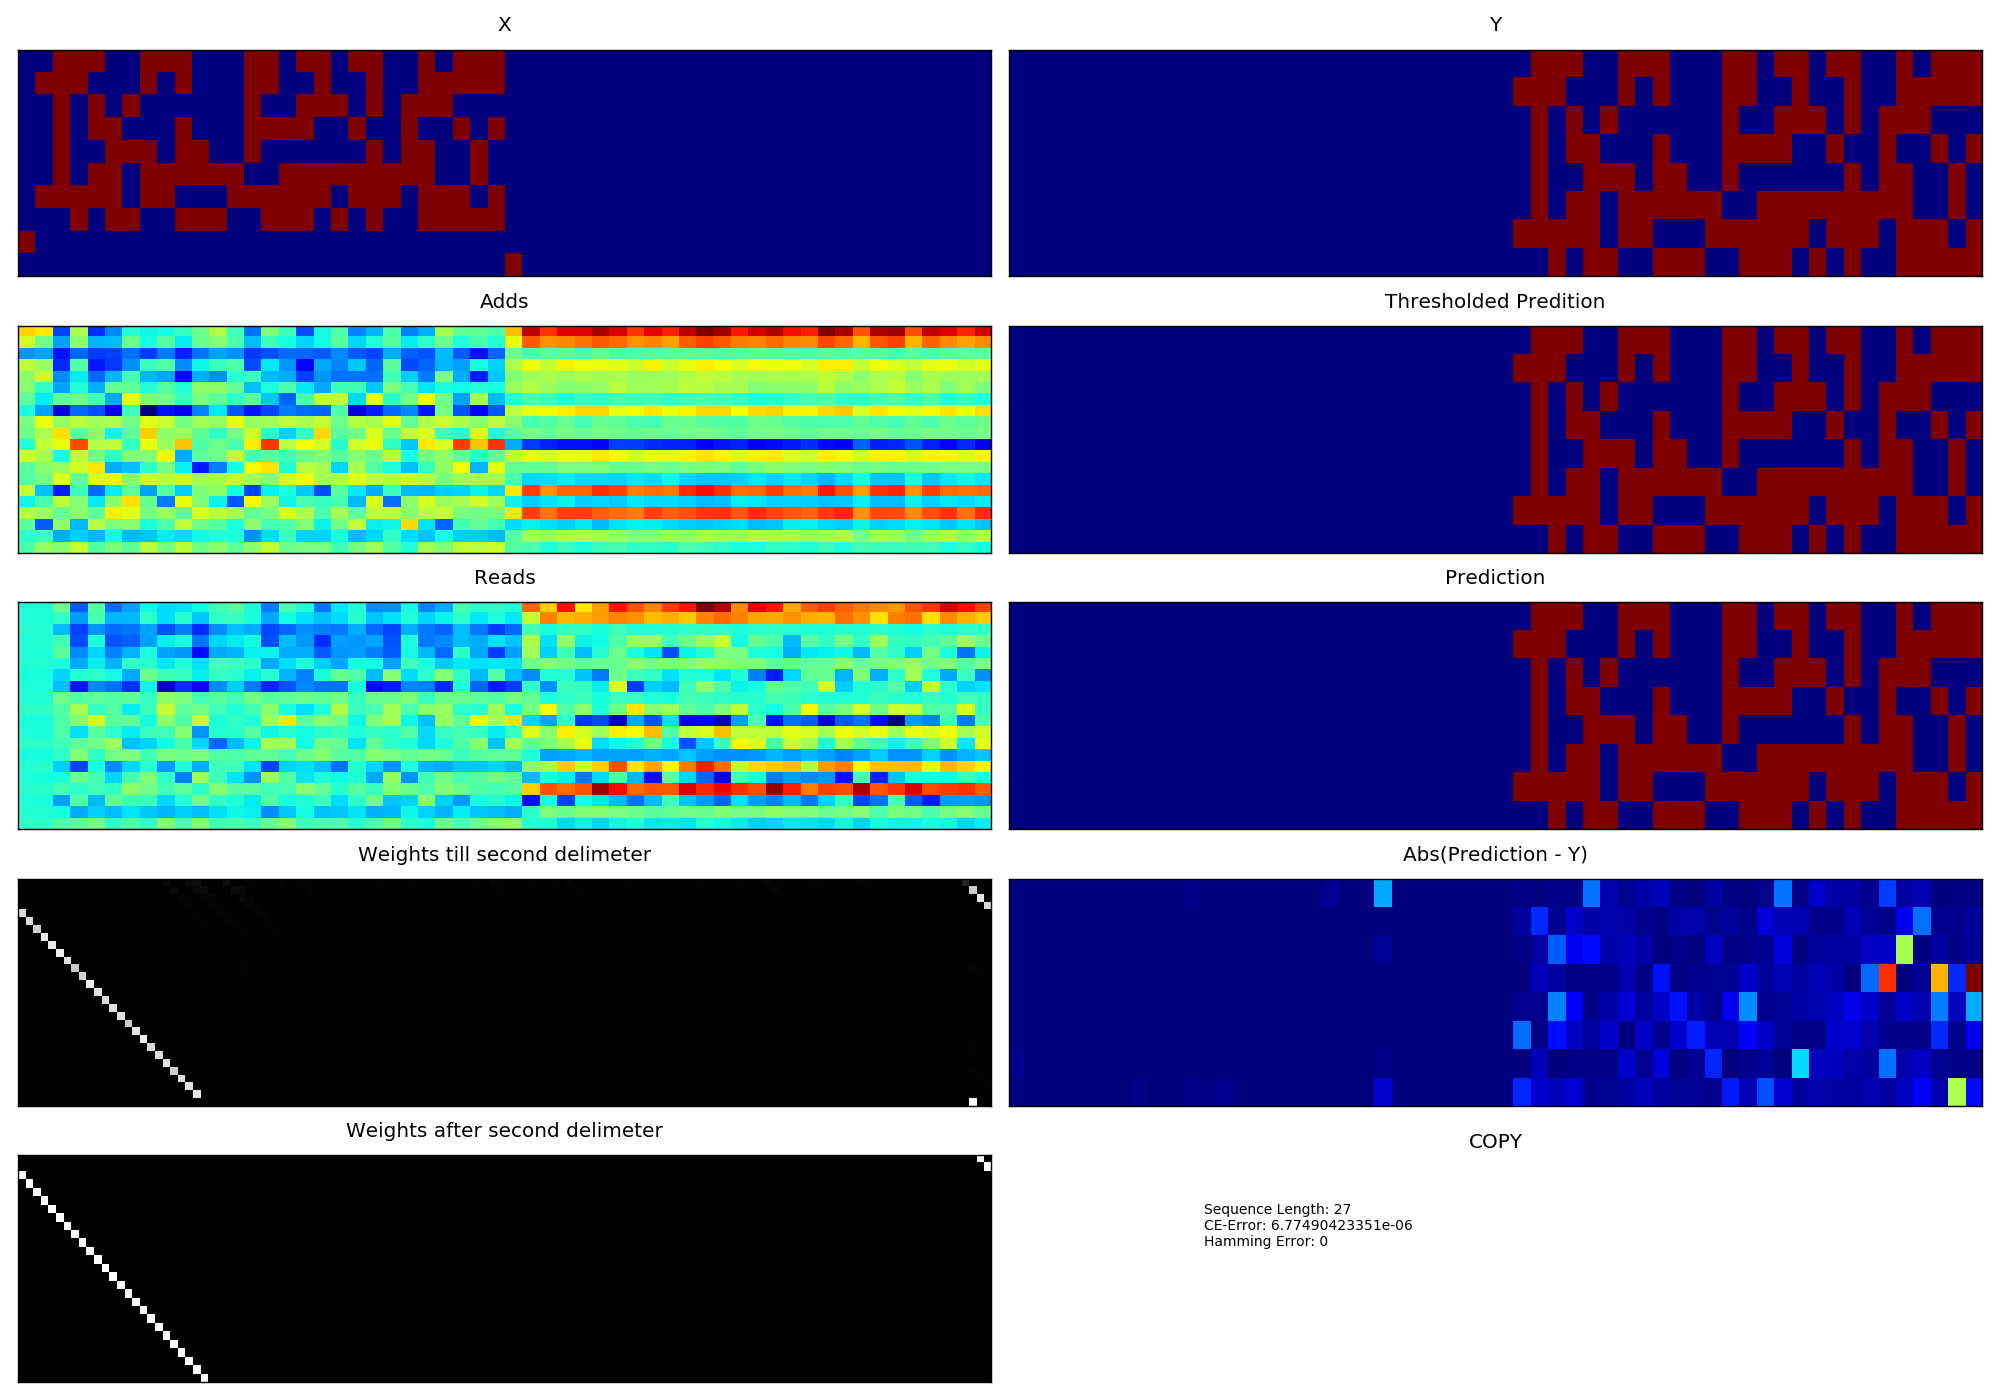 X
Y
Adds
Thresholded Predition
Reads
Prediction
Weights till second delimeter
Abs(Prediction - Y)
Weights after second delimeter
COPY
Sequence Length: 27
CE-Error: 6.77490423351e-06
Hamming Error: 0